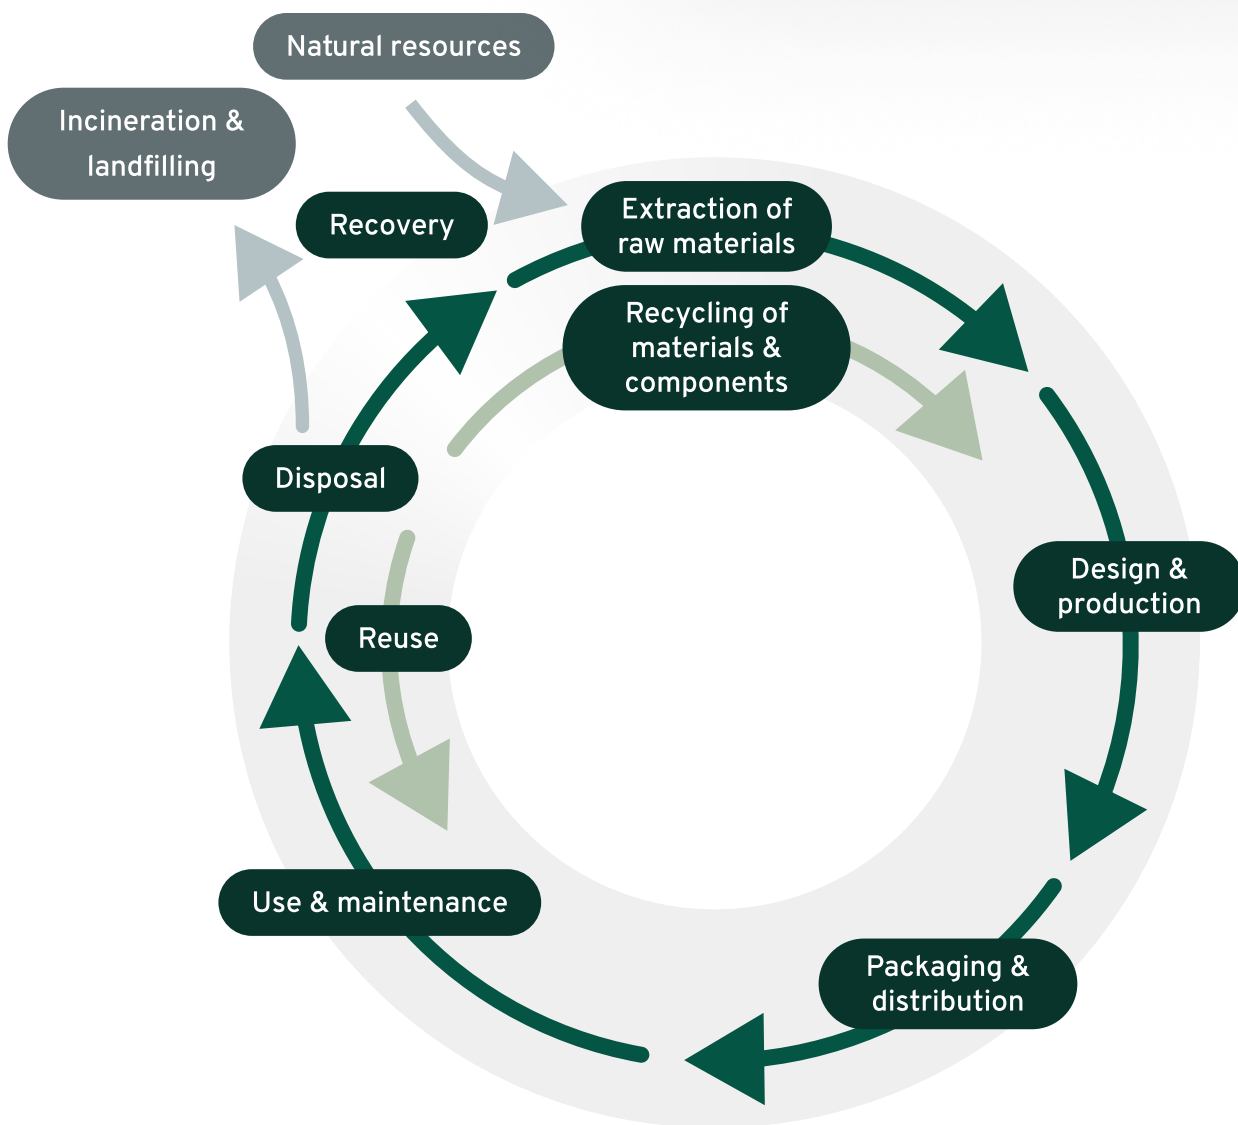 Natural resources
Incineration &
landfilling
Recovery
Extraction of
raw materials
Recycling of
materials &
components
Disposal
Design &
production
Reuse
Use & maintenance
Packaging &
distribution